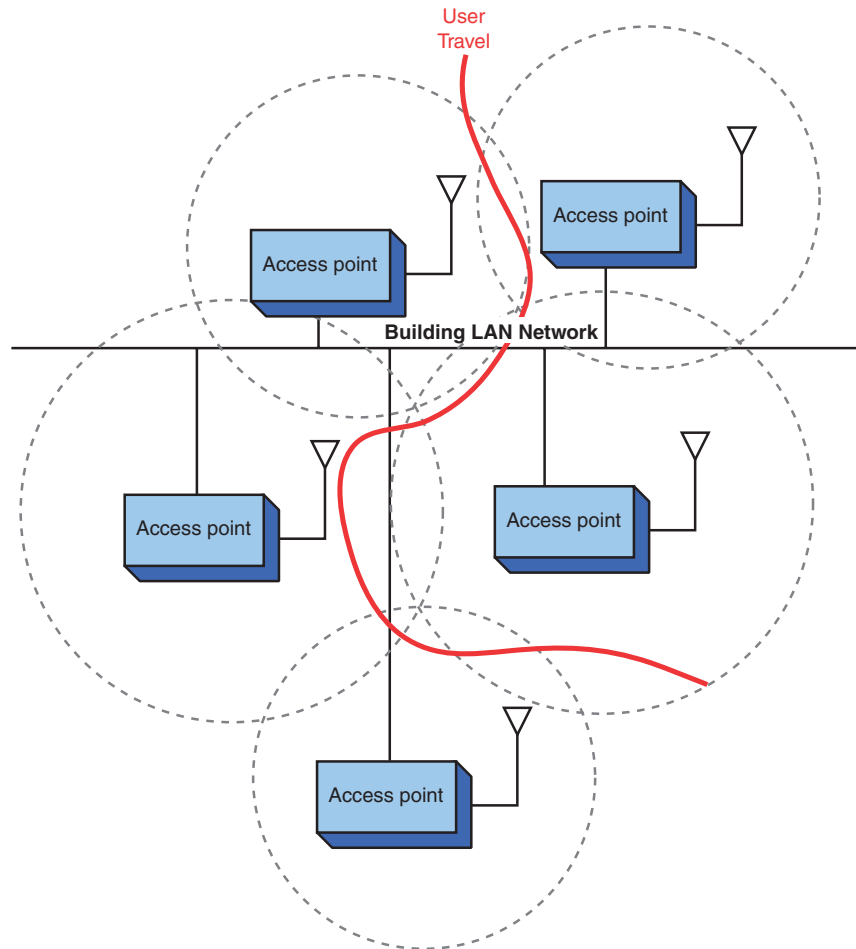 User
Travel
Access point
Access point
Building LAN Network
Access point
Access point
Access point